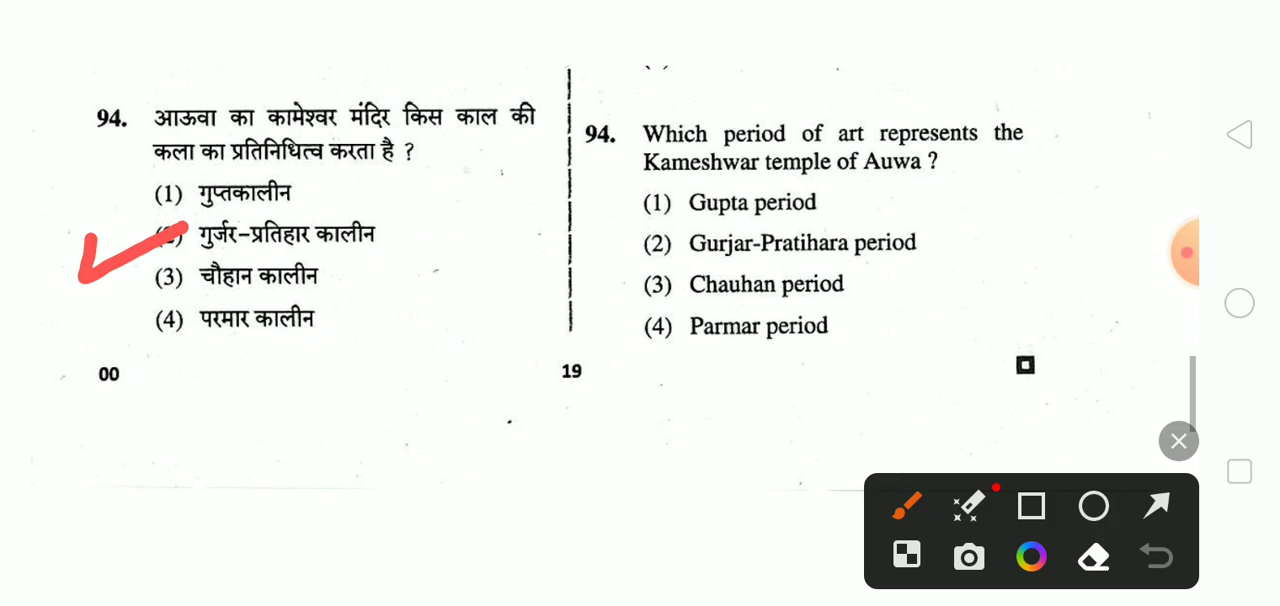 94. आऊवा का कामेश्वर मंदिर किस काल की
कला का प्रतिनिधित्व करता है ?
(1) गुप्तकालीन
(2) गुर्जर-प्रतिहार कालीन
(3) चौहान कालीन
(4) परमार कालीन
00
94. Which period of art represents the
Kameshwar temple of Auwa ?
(1) Gupta period
(2) Gurjar-Pratihara period
(3) Chauhan period
(4) Parmar period
19